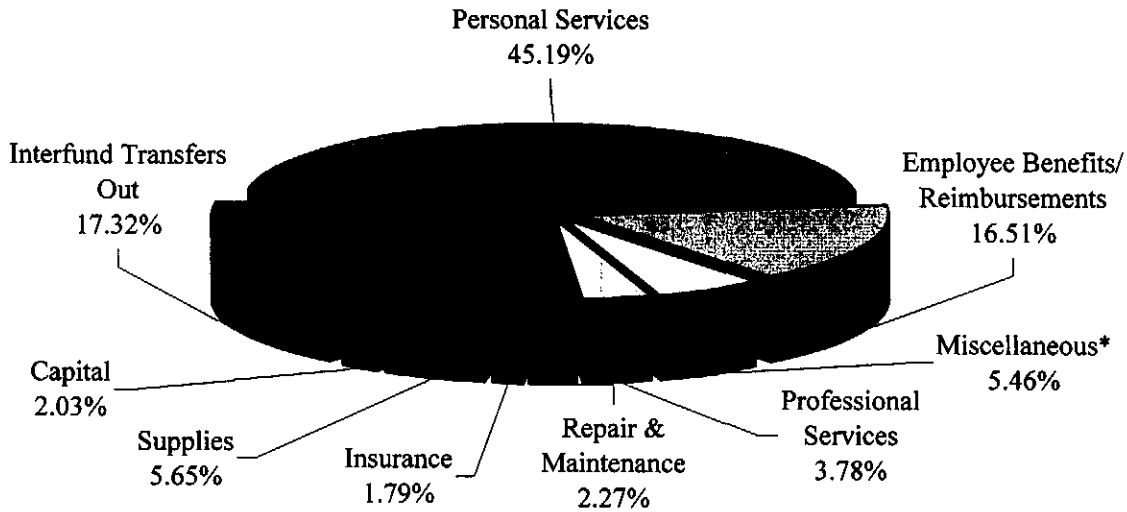 Personal Services
45.19%
Interfund Transfers
Out
17.32%
Employee Benefits/
Reimbursements
16.51%
Capital
2.03%
Supplies
5.65%
Insurance
1.79%
Repair &
Maintenance
2.27%
Professional
Services
3.78%
Miscellaneous*
5.46%